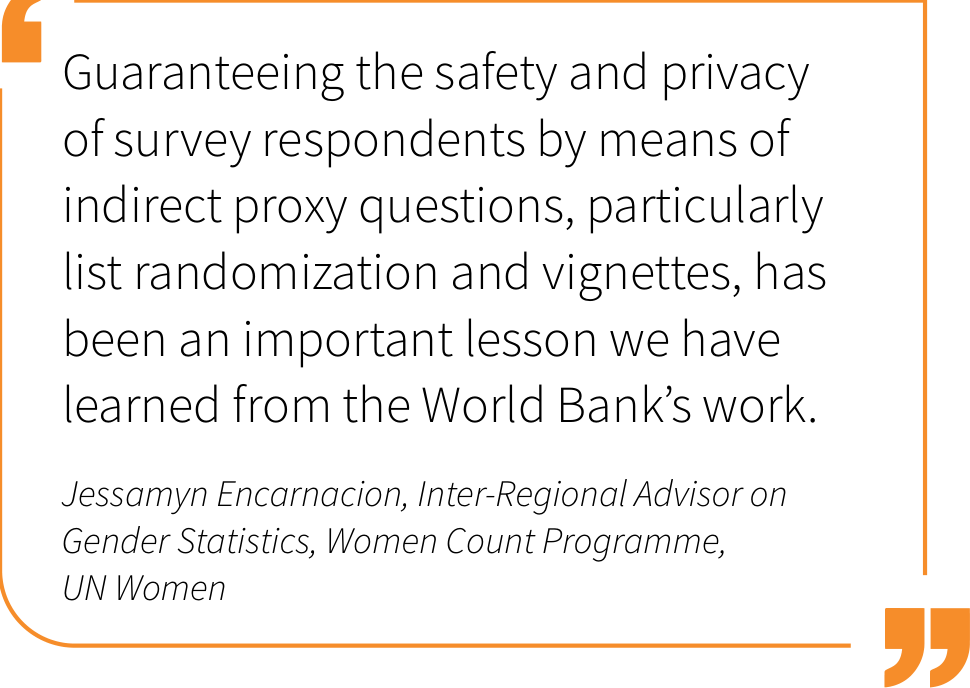 Guaranteeing the safety and privacy
of survey respondents by means of
indirect proxy questions, particularly
list randomization and vignettes, has
been an important lesson we have
learned from the World Bank’s work.
Jessamyn Encarnacion, Inter-Regional Advisor on
Gender Statistics, Women Count Programme,
UN Women